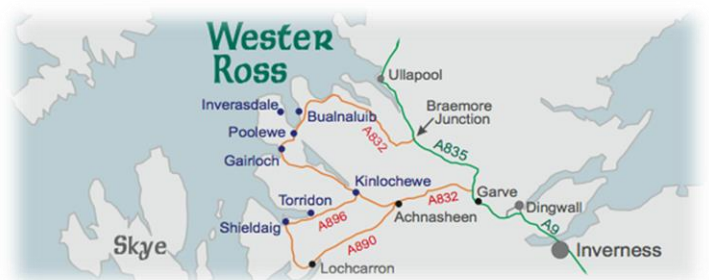 Wester
Ross
Ullapool
Inverasdale
Bualnaluib
Braemore
Junction
Poolewe
A832
A835
Gairloch
Kinlochewe
Garve
Torridon
A832
Dingwall
Achnasheen
Shieldaig
A896
A9
Skye
A890
Inverness
Lochcarron